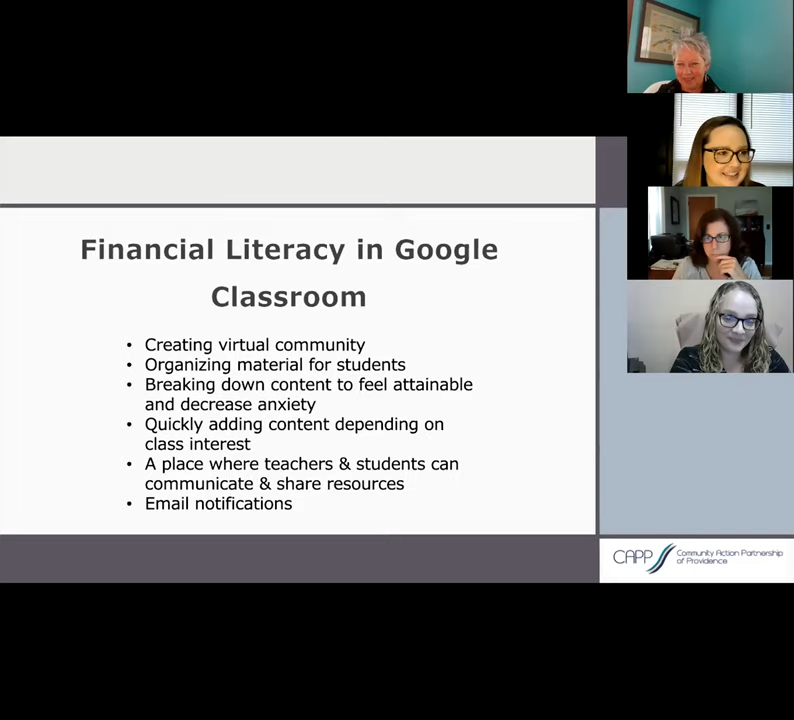 Financial Literacy in Google
Classroom
• Creating virtual community
• Organizing material for students
• Breaking down content to feel attainable
and decrease anxiety
• Quickly adding content depending on
class interest
• A place where teachers & students can
communicate & share resources
• Email notifications
CAPP
Community Action Partnership
of Providence